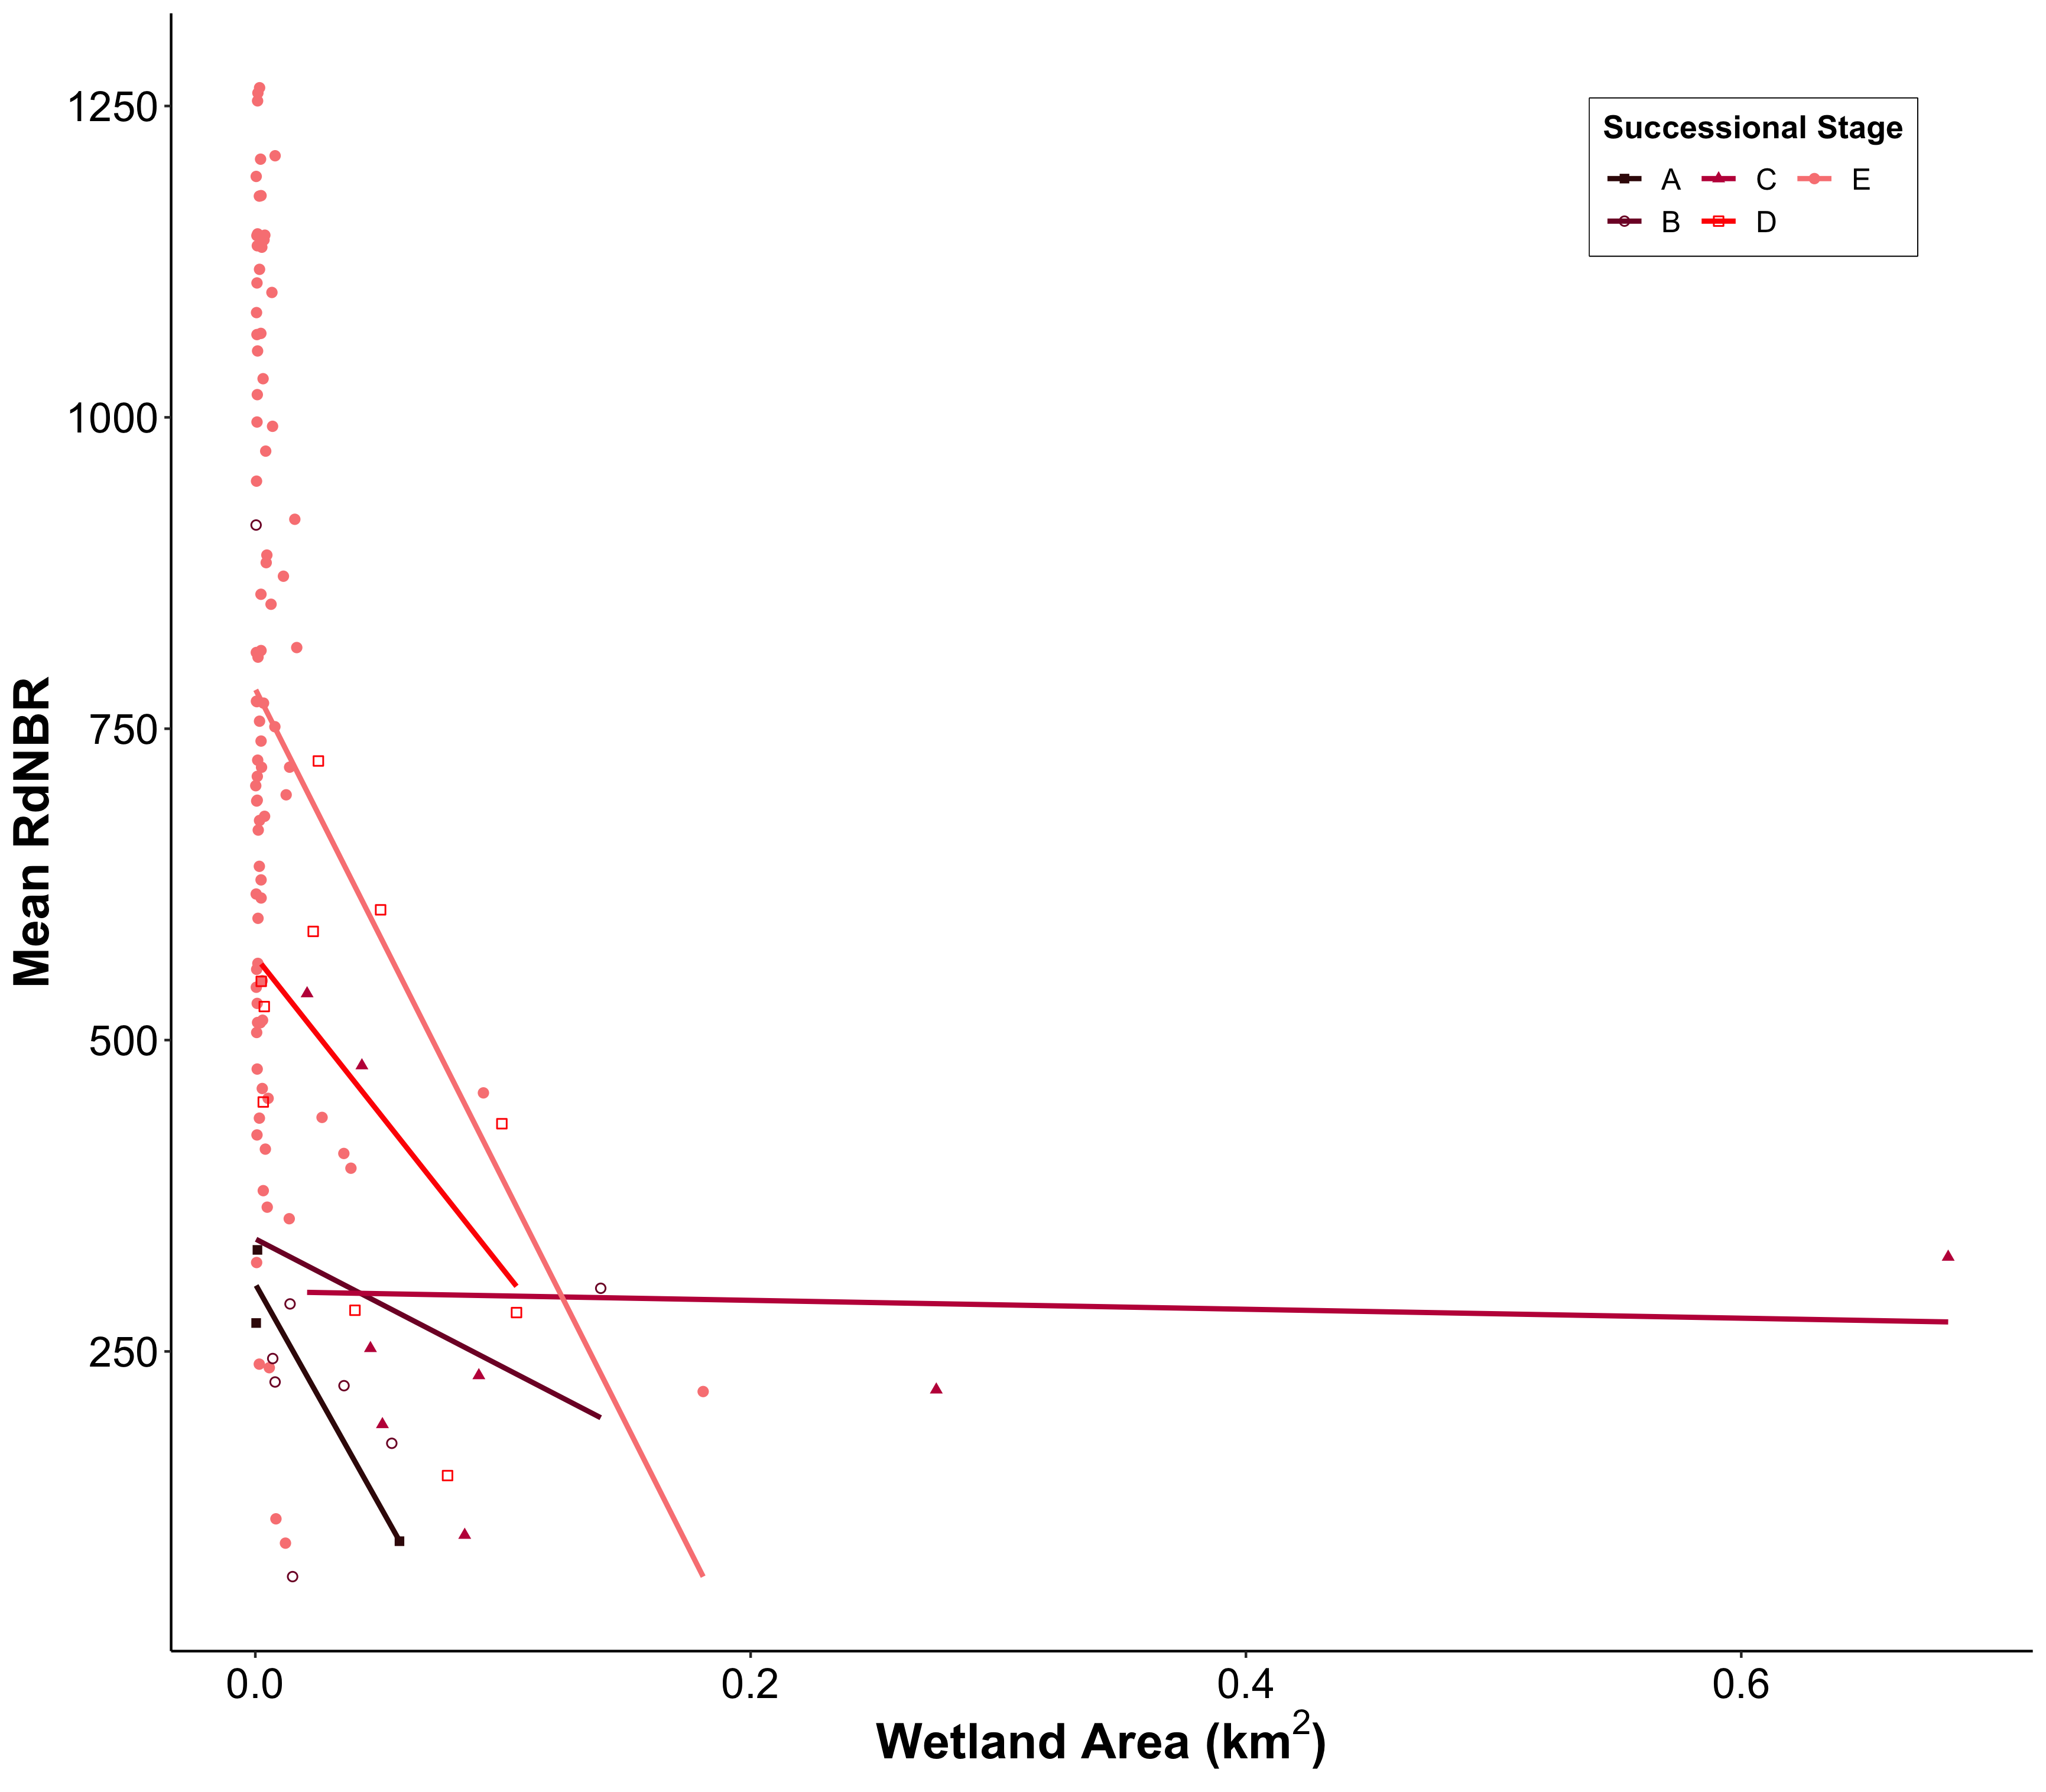 1250
1000
750
500
250
Mean RdNBR
Successional Stage
A C E
B D
0.0 0.2 0.4 0.6
Wetland Area (km²)